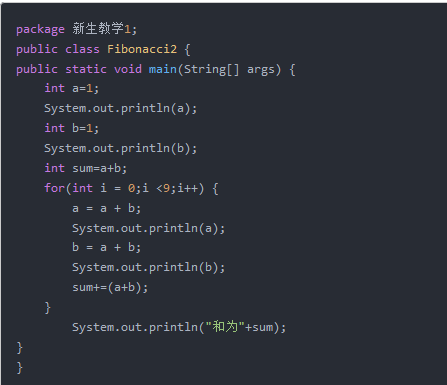 package 新生教学1;
public class Fibonacci2 {
public static void main(String[] args) {
    int a=1;
    System.out.println(a);
    int b=1;
    System.out.println(b);
    int sum=a+b;
    for(int i = 0;i <9;i++) {
        a = a + b;
        System.out.println(a);
        b = a + b;
        System.out.println(b);
        sum+=(a+b);
    }
        System.out.println("和为"+sum);
}
}